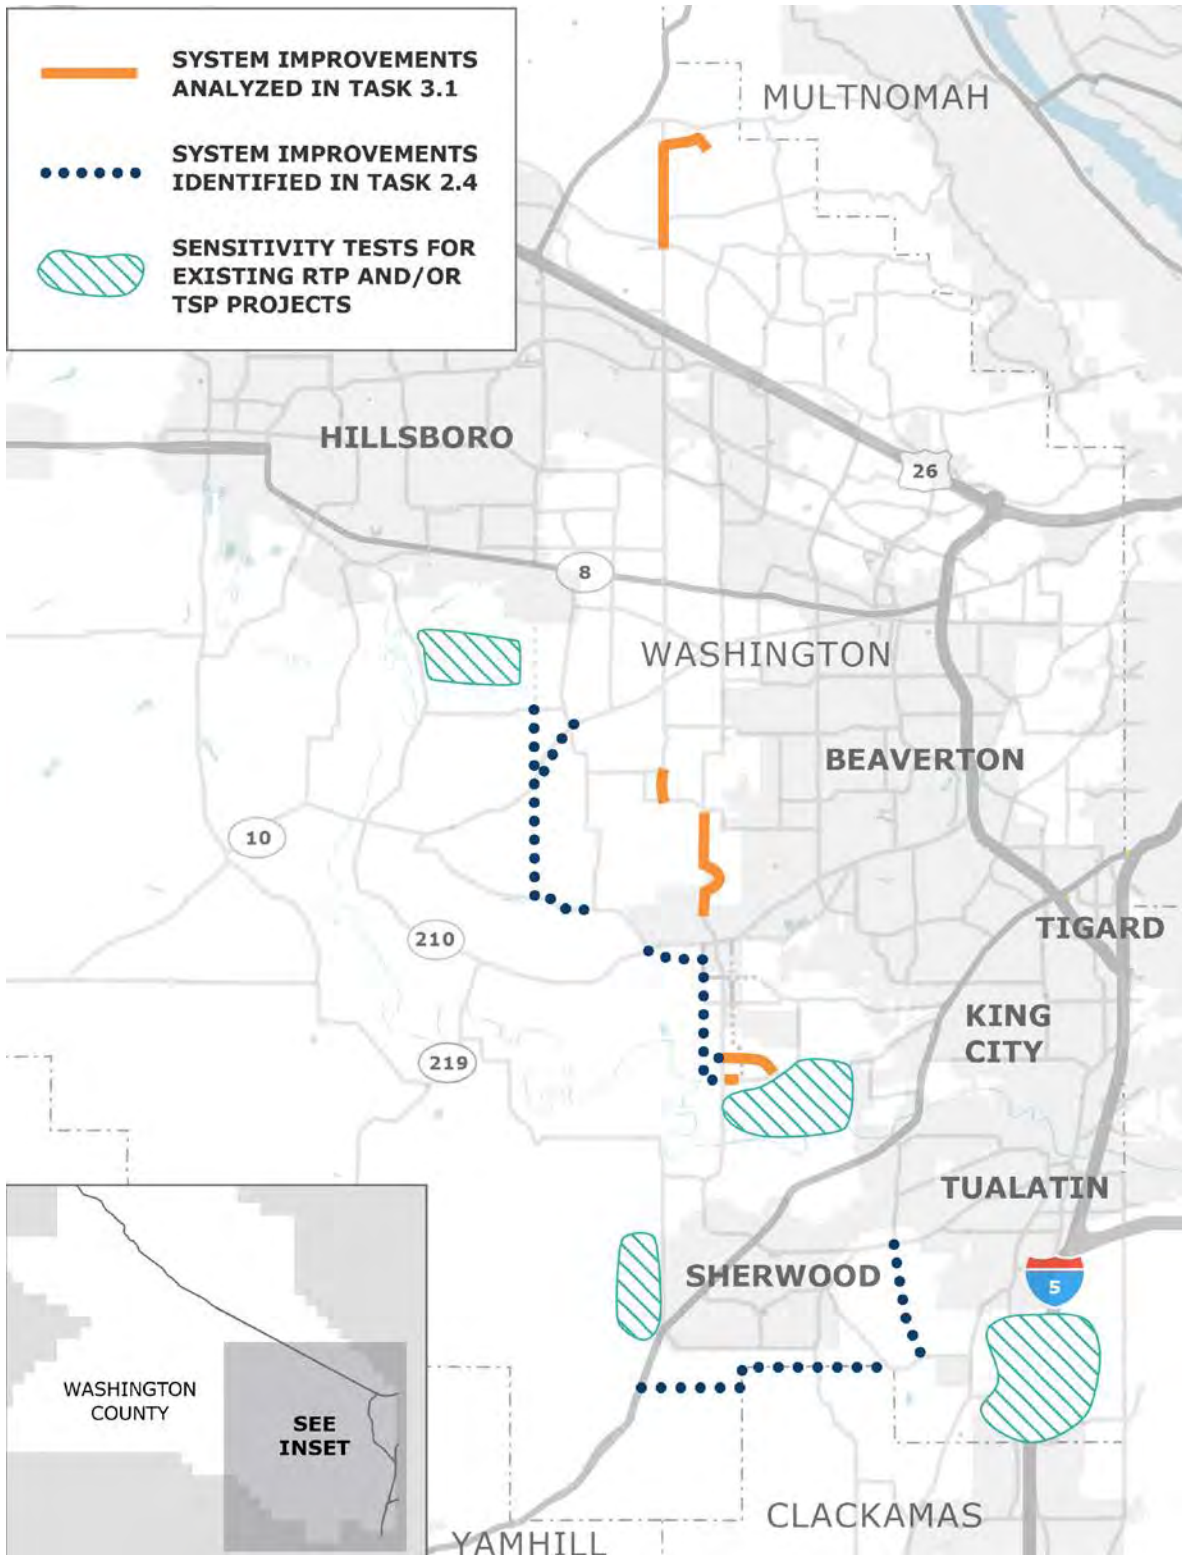 SYSTEM IMPROVEMENTS
ANALYZED IN TASK 3.1
SYSTEM IMPROVEMENTS
IDENTIFIED IN TASK 2.4
SENSITIVITY TESTS FOR
EXISTING RTP AND/OR
TSP PROJECTS
MULTNOMAH
HILLSBORO
26
8
WASHINGTON
BEAVERTON
10
TIGARD
210
KING
CITY
219
TUALATIN
SHERWOOD
5
WASHINGTON
COUNTY
SEE
INSET
CLACKAMAS
YAMHILL